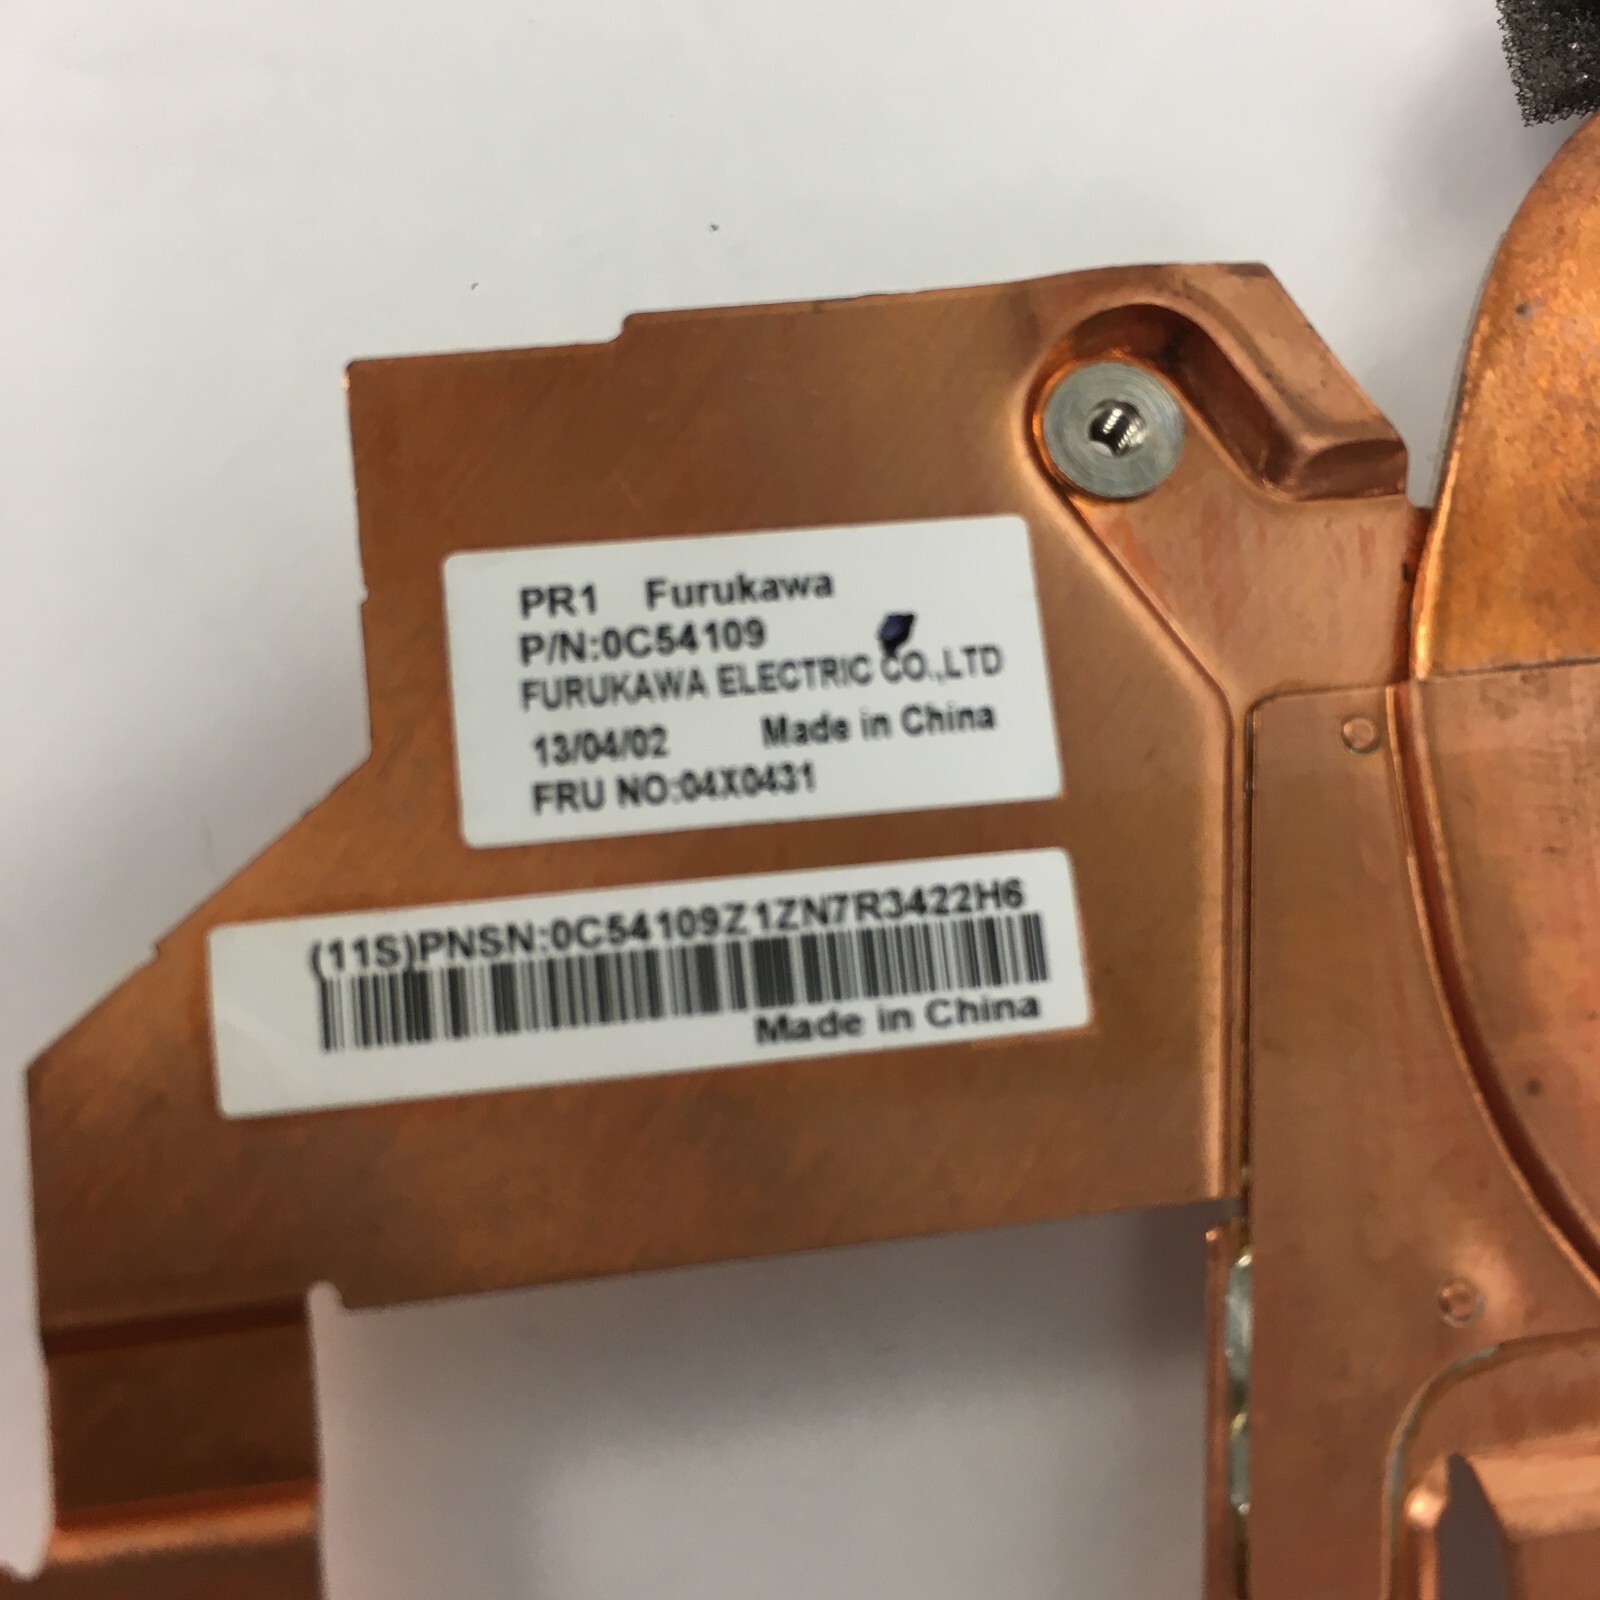 PR1 Furukawa
P/N:0C54109
FURUKAWA ELECTRIC CO.,LTD
13/04/02 Made in China
FRU NO:04X0431
(11S)PNSN:0C54109Z1ZN7R3422H6
Made in China